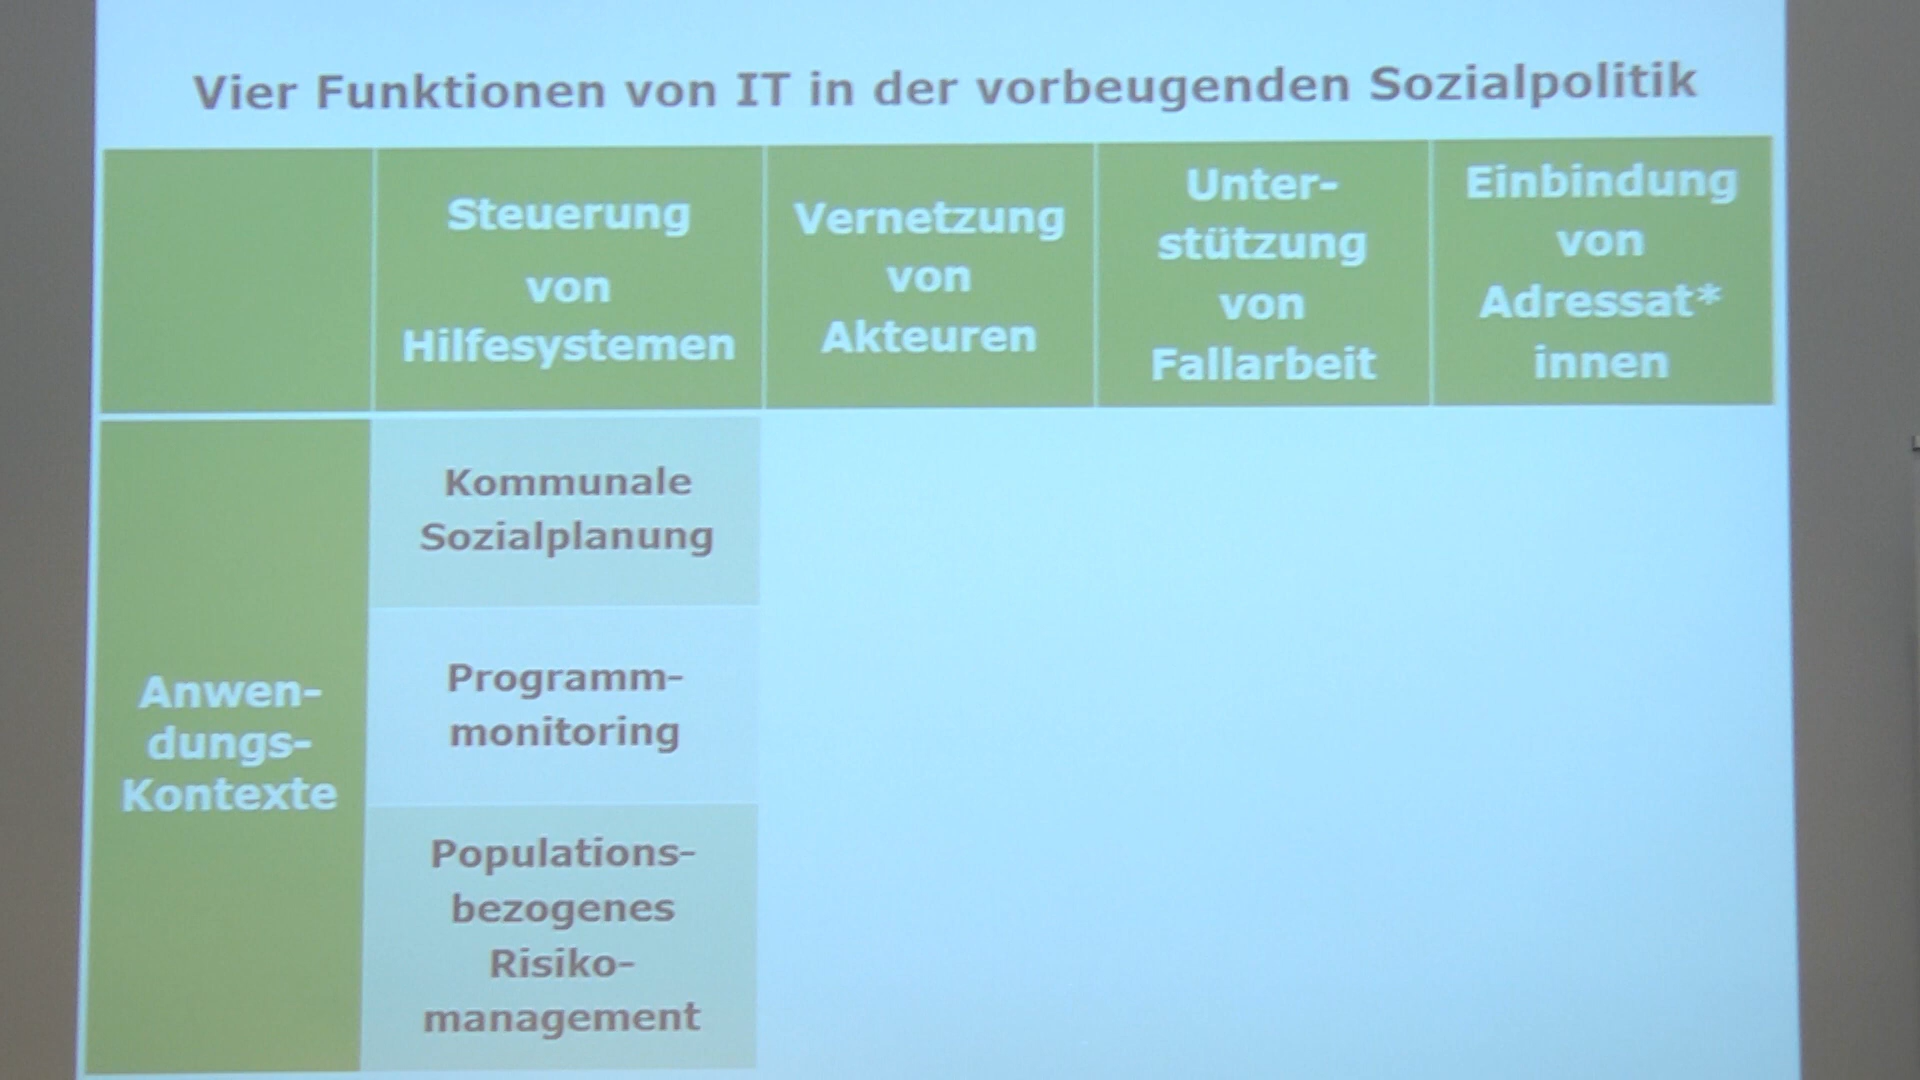 Vier Funktionen von IT in der vorbeugenden Sozialpolitik
Steuerung
von
Hilfesystemen
Vernetzung
von
Akteuren
Unter-
stützung
von
Fallarbeit
Einbindung
von
Adressat*
innen
Anwen-
dungs-
Kontexte
Kommunale
Sozialplanung
Programm-
monitoring
Populations-
bezogenes
Risiko-
management